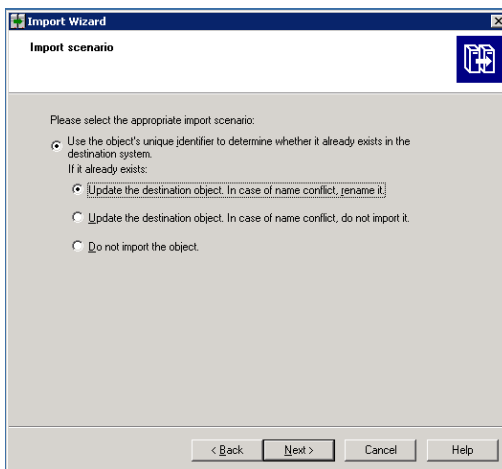 Import Wizard
Import scenario
Please select the appropriate import scenario:
Use the object's unique identifier to determine whether it already exists in the
destination system.
If it already exists:
Update the destination object. In case of name conflict, rename it.
Update the destination object. In case of name conflict, do not import it.
Do not import the object.
< Back
Next >
Cancel
Help